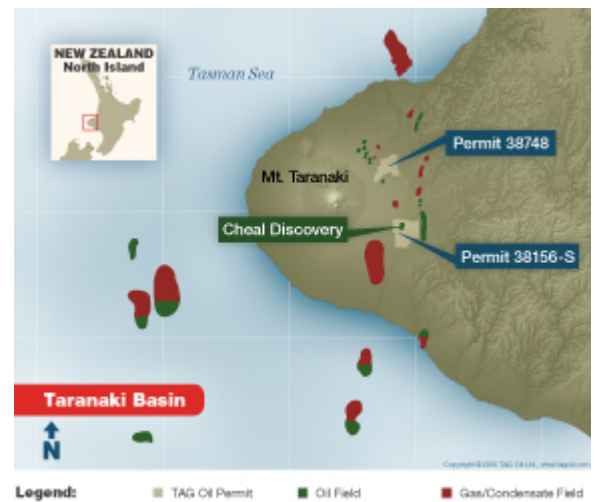 NEW ZEALAND
North Island
Tasman Sea
Permit 38748
Mt. Taranaki
Cheal Discovery
Permit 38156-S
Taranaki Basin
N
Legend:
TAG Oil Permit
Oil Field
Gas/Condensate Field